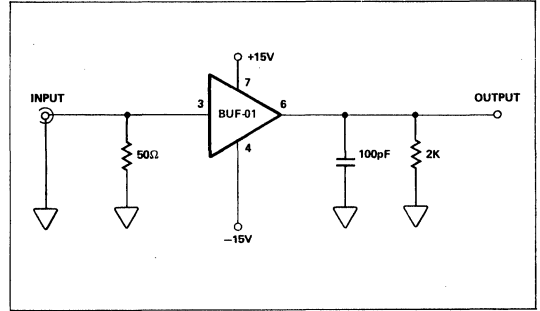 +15V
7
INPUT
3
BUF-01
6
OUTPUT
50Ω
4
100pF
2K
−15V